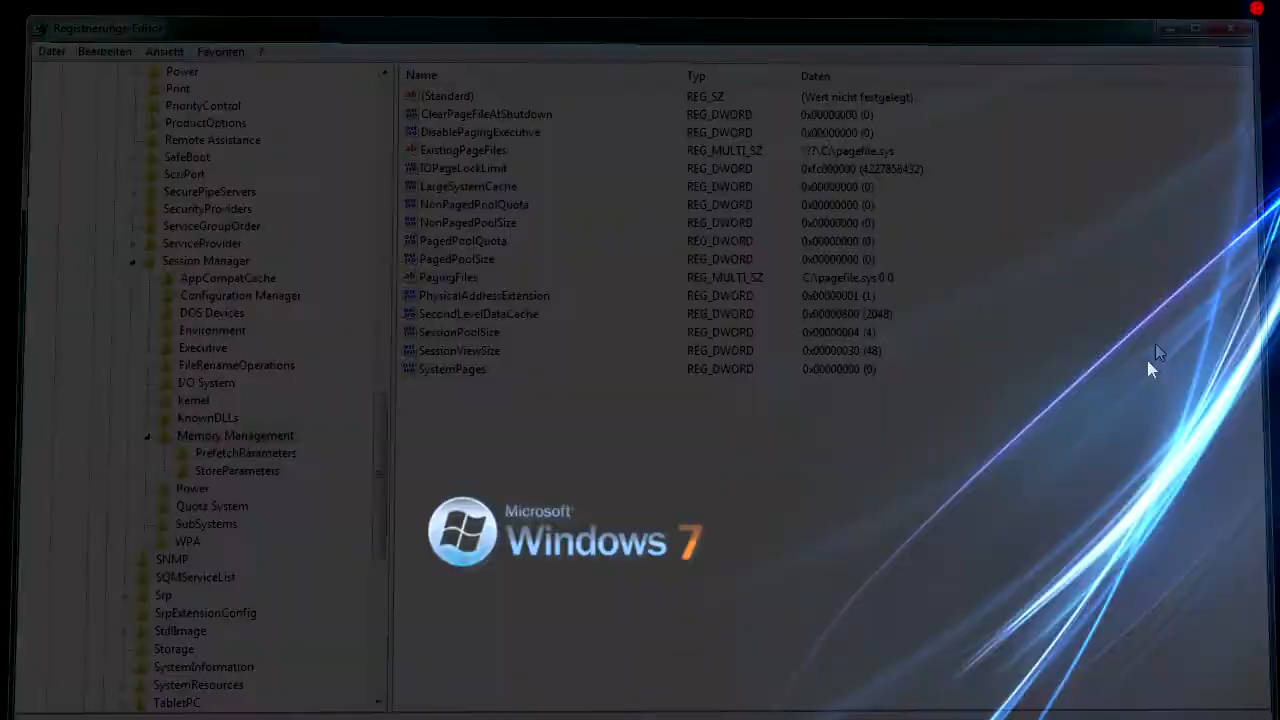 Registrierungs-Editor
Datei Bearbeiten Ansicht Favoriten ?
Power
Print
PriorityControl
ProductOptions
Remote Assistance
SafeBoot
ScsiPort
SecurePipeServers
SecurityProviders
ServiceGroupOrder
ServiceProvider
Session Manager
AppCompatCache
Configuration Manager
DOS Devices
Environment
Executive
FileRenameOperations
I/O System
kernel
KnownDLLs
Memory Management
PrefetchParameters
StoreParameters
Power
Quota System
SubSystems
WPA
SNMP
SQMServiceList
Srp
SrpExtensionConfig
StillImage
Storage
SystemInformation
SystemResources
TabletPC
Name Typ Daten
(Standard) REG_SZ (Wert nicht festgelegt)
ClearPageFileAtShutdown REG_DWORD 0x00000000 (0)
DisablePagingExecutive REG_DWORD 0x00000000 (0)
ExistingPageFiles REG_MULTI_SZ \??\C:\pagefile.sys
IOPageLockLimit REG_DWORD 0xfc000000 (4227858432)
LargeSystemCache REG_DWORD 0x00000000 (0)
NonPagedPoolQuota REG_DWORD 0x00000000 (0)
NonPagedPoolSize REG_DWORD 0x00000000 (0)
PagedPoolQuota REG_DWORD 0x00000000 (0)
PagedPoolSize REG_DWORD 0x00000000 (0)
PagingFiles REG_MULTI_SZ C:\pagefile.sys 0 0
PhysicalAddressExtension REG_DWORD 0x00000001 (1)
SecondLevelDataCache REG_DWORD 0x00000800 (2048)
SessionPoolSize REG_DWORD 0x00000004 (4)
SessionViewSize REG_DWORD 0x00000030 (48)
SystemPages REG_DWORD 0x00000000 (0)
Microsoft
Windows 7